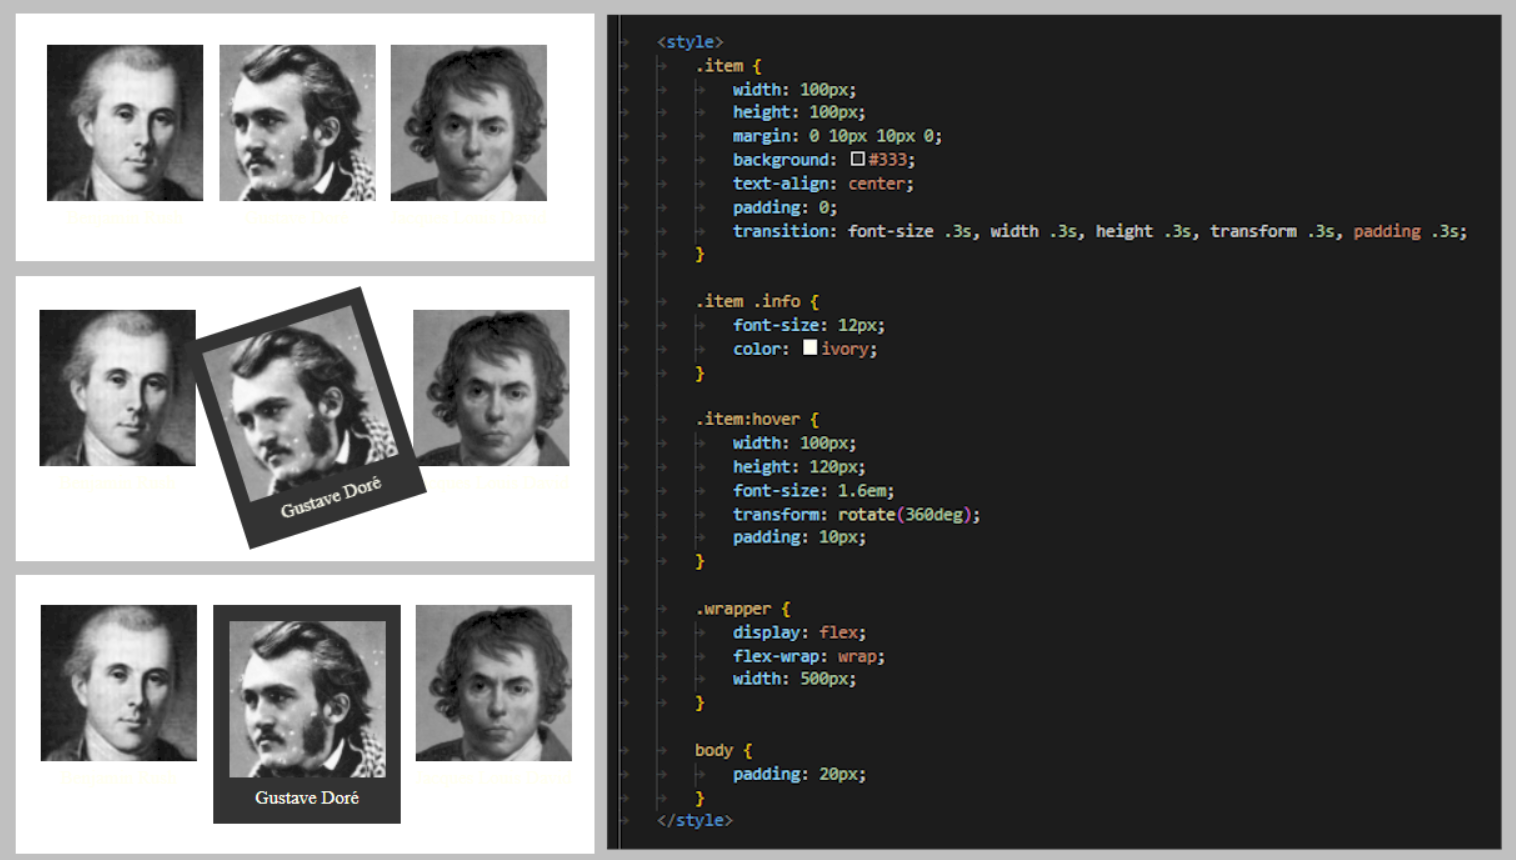 Gustave Doré
Gustave Doré
<style>
.item {
width: 100px;
height: 100px;
margin: 0 10px 10px 0;
background: #333;
text-align: center;
padding: 0;
transition: font-size .3s, width .3s, height .3s, transform .3s, padding .3s;
}
.item .info {
font-size: 12px;
color: ivory;
}
.item:hover {
width: 100px;
height: 120px;
font-size: 1.6em;
transform: rotate(360deg);
padding: 10px;
}
.wrapper {
display: flex;
flex-wrap: wrap;
width: 500px;
}
body {
padding: 20px;
}
</style>